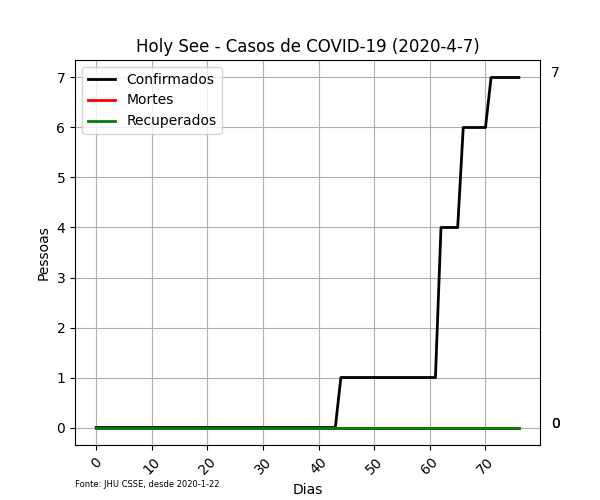 Holy See - Casos de COVID-19 (2020-4-7)
Confirmados
Mortes
Recuperados
Pessoas
7
6
5
4
3
2
1
0
7
0
0 10 20 30 40 50 60 70
Dias
Fonte: JHU CSSE, desde 2020-1-22